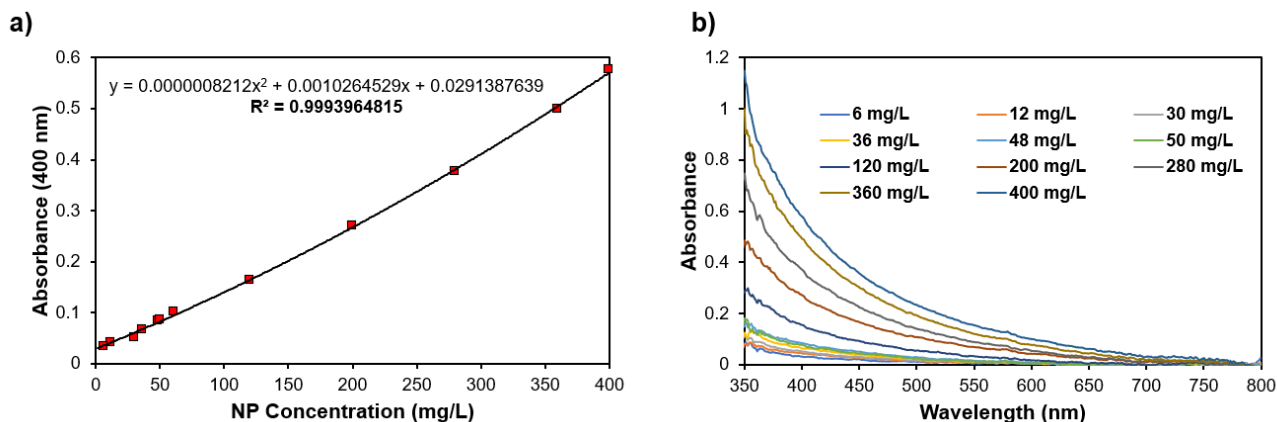 a)
0.6
0.5
0.4
0.3
0.2
0.1
0
Absorbance (400 nm)
y = 0.0000008212x² + 0.0010264529x + 0.0291387639
R² = 0.9993964815
0 50 100 150 200 250 300 350 400
NP Concentration (mg/L)
b)
1.2
1
0.8
0.6
0.4
0.2
0
Absorbance
6 mg/L 12 mg/L 30 mg/L
36 mg/L 48 mg/L 50 mg/L
120 mg/L 200 mg/L 280 mg/L
360 mg/L 400 mg/L
350 400 450 500 550 600 650 700 750 800
Wavelength (nm)